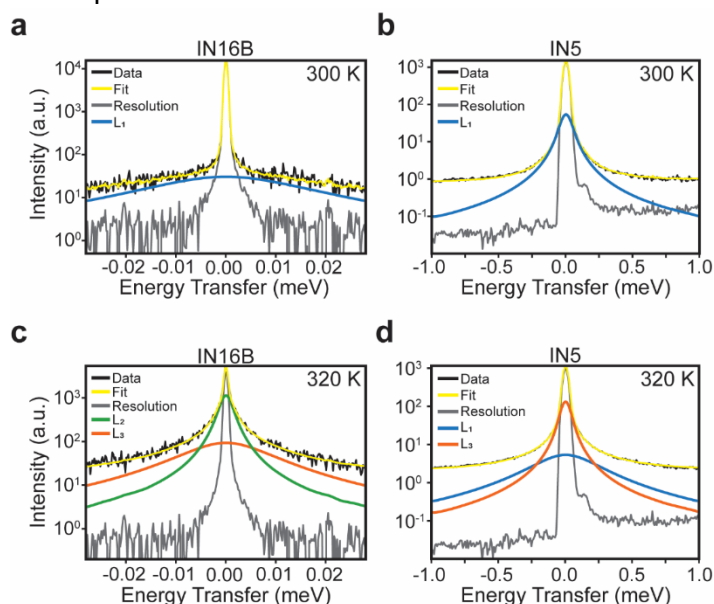 a
IN16B
300 K
Data
Fit
Resolution
L₁
Intensity (a.u.)
10⁴
10³
10²
10¹
10⁰
-0.02 -0.01 0.00 0.01 0.02
Energy Transfer (meV)
b
IN5
300 K
Data
Fit
Resolution
L₁
10³
10²
10¹
10⁰
10⁻¹
-1.0 -0.5 0.0 0.5 1.0
Energy Transfer (meV)
c
IN16B
320 K
Data
Fit
Resolution
L₂
L₃
Intensity (a.u.)
10³
10²
10¹
10⁰
-0.02 -0.01 0.00 0.01 0.02
Energy Transfer (meV)
d
IN5
320 K
Data
Fit
Resolution
L₁
L₃
10³
10²
10¹
10⁰
10⁻¹
-1.0 -0.5 0.0 0.5 1.0
Energy Transfer (meV)